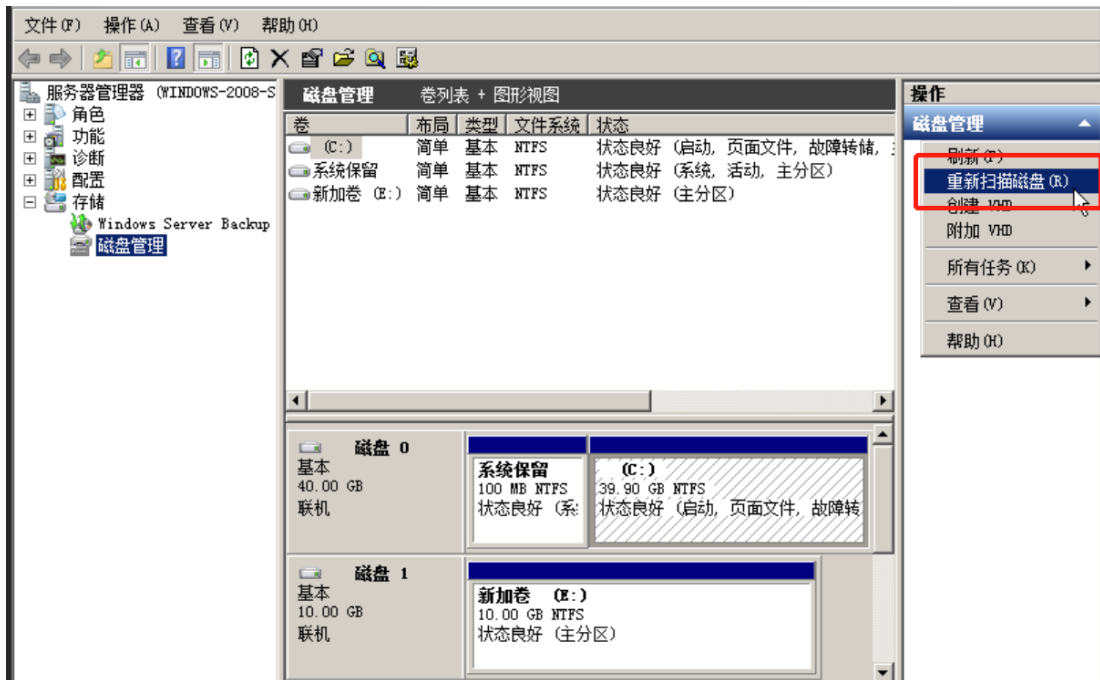 文件(F) 操作(A) 查看(V) 帮助(H)
服务器管理器 (WINDOWS-2008-S
角色
功能
诊断
配置
存储
Windows Server Backup
磁盘管理
磁盘管理 卷列表 + 图形视图
卷 布局 类型 文件系统 状态
(C:) 简单 基本 NTFS 状态良好 (启动, 页面文件, 故障转储,
系统保留 简单 基本 NTFS 状态良好 (系统, 活动, 主分区)
新加卷 (E:) 简单 基本 NTFS 状态良好 (主分区)
磁盘 0
基本
40.00 GB
联机
系统保留
100 MB NTFS
状态良好 (系
(C:)
39.90 GB NTFS
状态良好 (启动, 页面文件, 故障转
磁盘 1
基本
10.00 GB
联机
新加卷 (E:)
10.00 GB NTFS
状态良好 (主分区)
操作
磁盘管理
刷新(F)
重新扫描磁盘(R)
创建 VHD
附加 VHD
所有任务(K)
查看(V)
帮助(H)